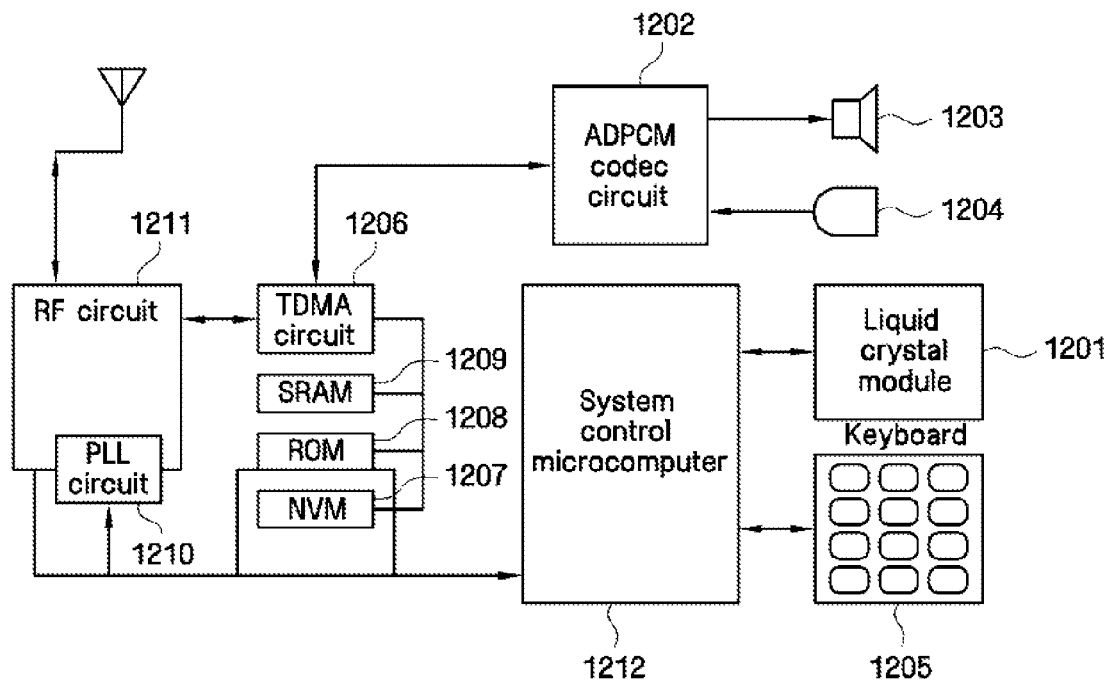 1202
ADPCM
codec
circuit
1203
1204
1211
RF circuit
1206
TDMA
circuit
1209
SRAM
1208
ROM
1207
NVM
PLL
circuit
1210
System
control
microcomputer
1212
Liquid
crystal
module
1201
Keyboard
1205